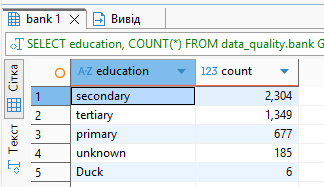 bank 1
Вивід
SELECT education, COUNT(*) FROM data_quality.bank G
Сітка
Текст
A-Z education
123 count
1 secondary 2,304
2 tertiary 1,349
3 primary 677
4 unknown 185
5 Duck 6